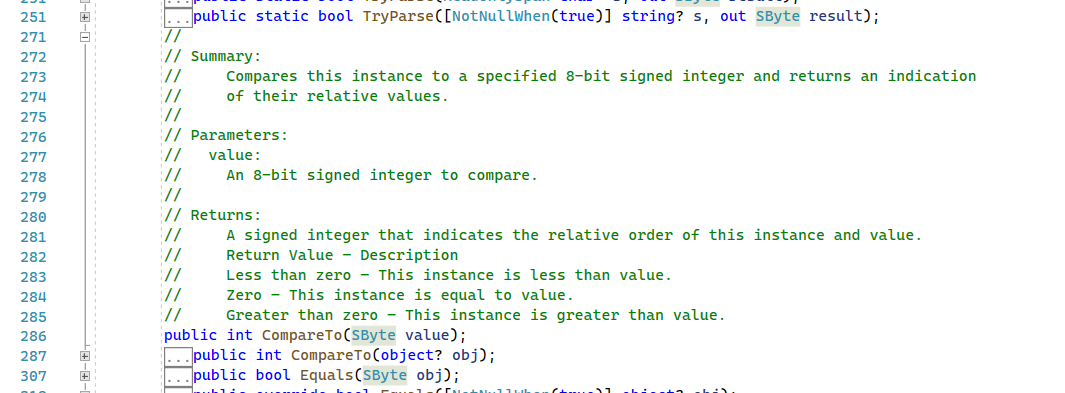 251 ...public static bool TryParse([NotNullWhen(true)] string? s, out SByte result);
271 //
272 // Summary:
273 //     Compares this instance to a specified 8-bit signed integer and returns an indication
274 //     of their relative values.
275 //
276 // Parameters:
277 //   value:
278 //     An 8-bit signed integer to compare.
279 //
280 // Returns:
281 //     A signed integer that indicates the relative order of this instance and value.
282 //     Return Value – Description
283 //     Less than zero – This instance is less than value.
284 //     Zero – This instance is equal to value.
285 //     Greater than zero – This instance is greater than value.
286 public int CompareTo(SByte value);
287 ...public int CompareTo(object? obj);
307 ...public bool Equals(SByte obj);